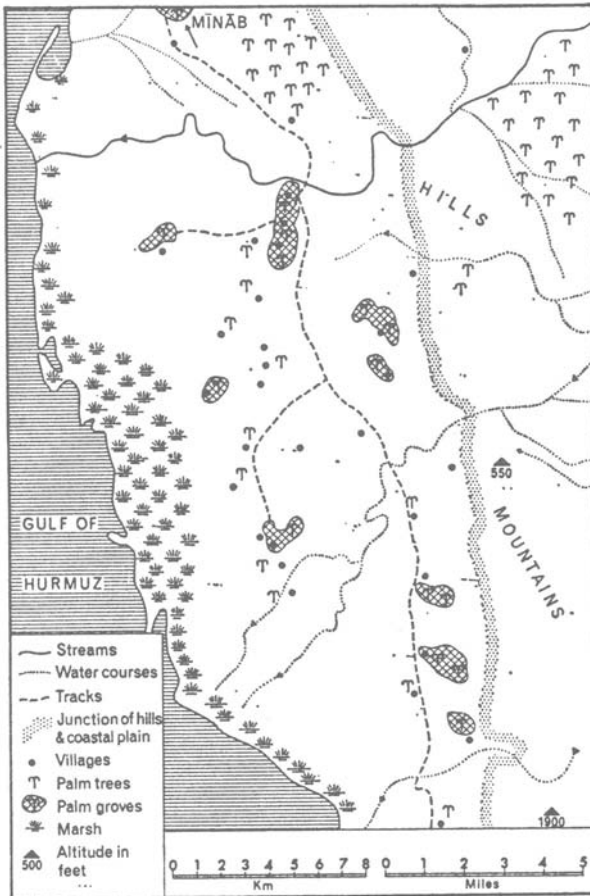 MĪNĀB
HILLS
550
MOUNTAINS
GULF OF
HURMUZ
1900
Streams
Water courses
Tracks
Junction of hills
& coastal plain
Villages
Palm trees
Palm groves
Marsh
500 Altitude in
feet
0 1 2 3 4 5 6 7 8
Km
0 1 2 3 4 5
Miles